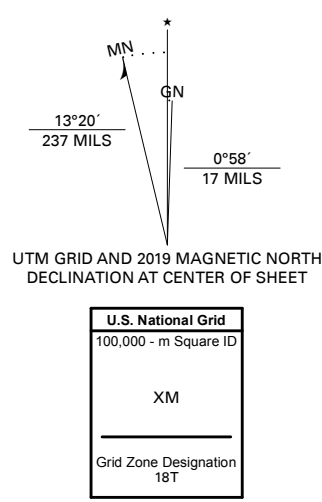 MN
GN
13°20´
237 MILS
0°58´
17 MILS
UTM GRID AND 2019 MAGNETIC NORTH
DECLINATION AT CENTER OF SHEET
U.S. National Grid
100,000 - m Square ID
XM
Grid Zone Designation
18T